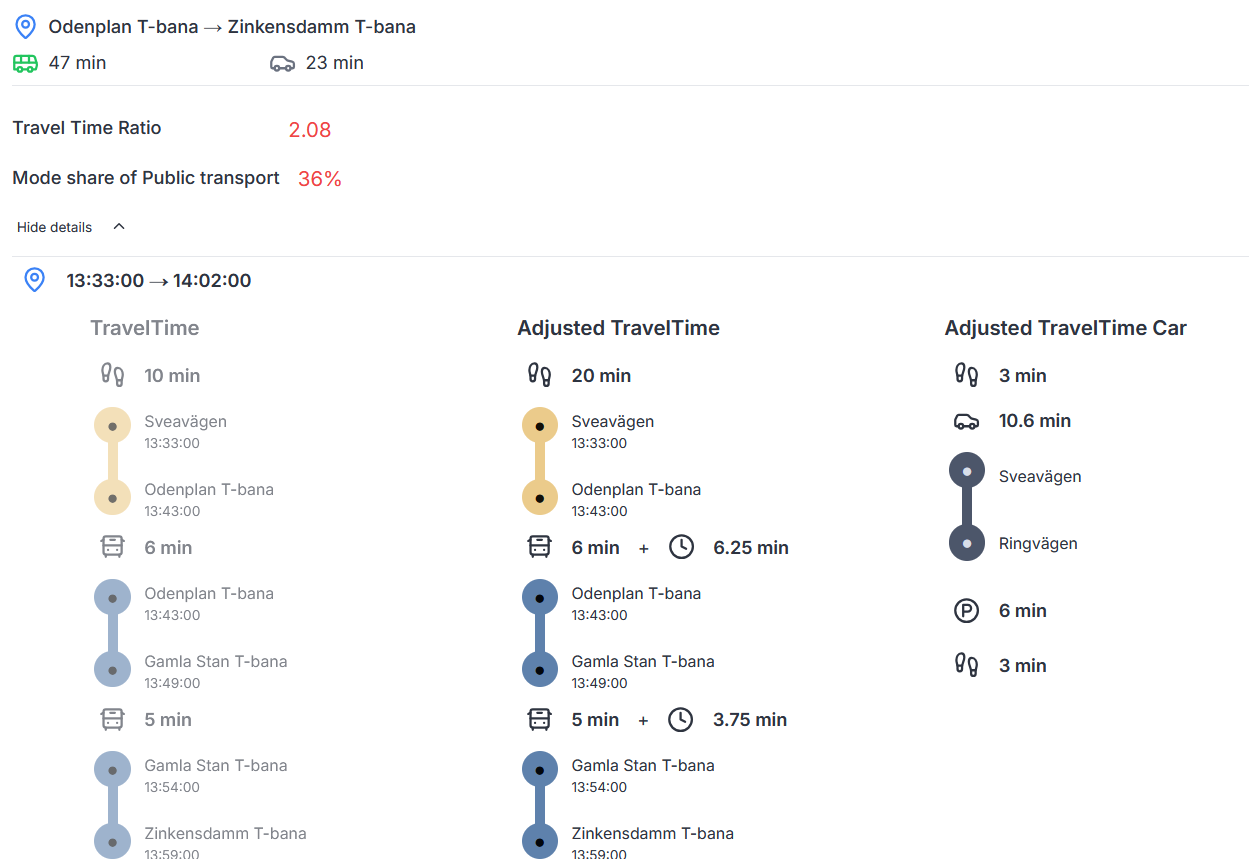 Odenplan T-bana → Zinkensdamm T-bana
47 min 23 min
Travel Time Ratio 2.08
Mode share of Public transport 36%
Hide details
13:33:00 → 14:02:00
TravelTime
10 min
Sveavägen
13:33:00
Odenplan T-bana
13:43:00
6 min
Odenplan T-bana
13:43:00
Gamla Stan T-bana
13:49:00
5 min
Gamla Stan T-bana
13:54:00
Zinkensdamm T-bana
13:59:00
Adjusted TravelTime
20 min
Sveavägen
13:33:00
Odenplan T-bana
13:43:00
6 min + 6.25 min
Odenplan T-bana
13:43:00
Gamla Stan T-bana
13:49:00
5 min + 3.75 min
Gamla Stan T-bana
13:54:00
Zinkensdamm T-bana
13:59:00
Adjusted TravelTime Car
3 min
10.6 min
Sveavägen
Ringvägen
P 6 min
3 min